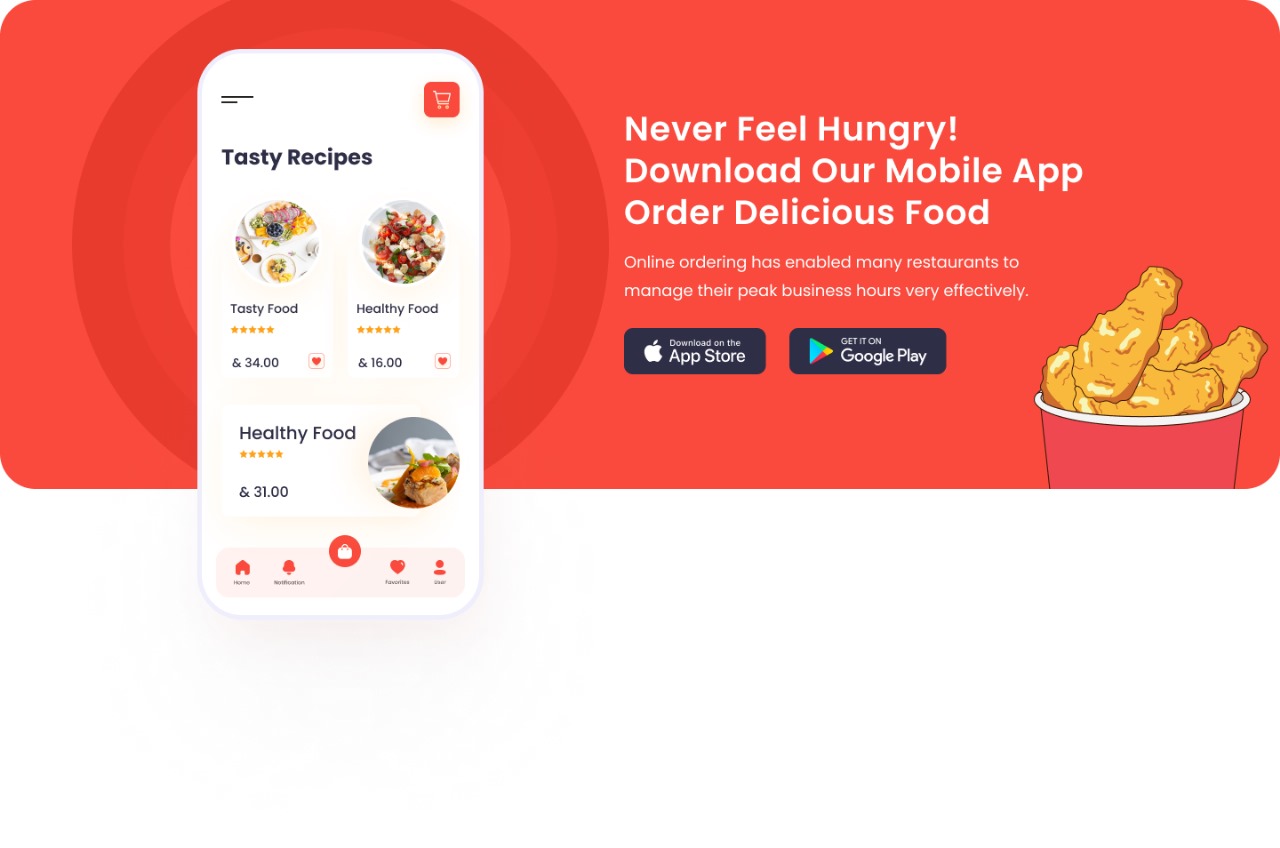 Tasty Recipes
Tasty Food
Healthy Food
& 34.00
& 16.00
Healthy Food
& 31.00
Home
Notification
Favorites
User
Never Feel Hungry!
Download Our Mobile App
Order Delicious Food
Online ordering has enabled many restaurants to
manage their peak business hours very effectively.
Download on the
App Store
GET IT ON
Google Play